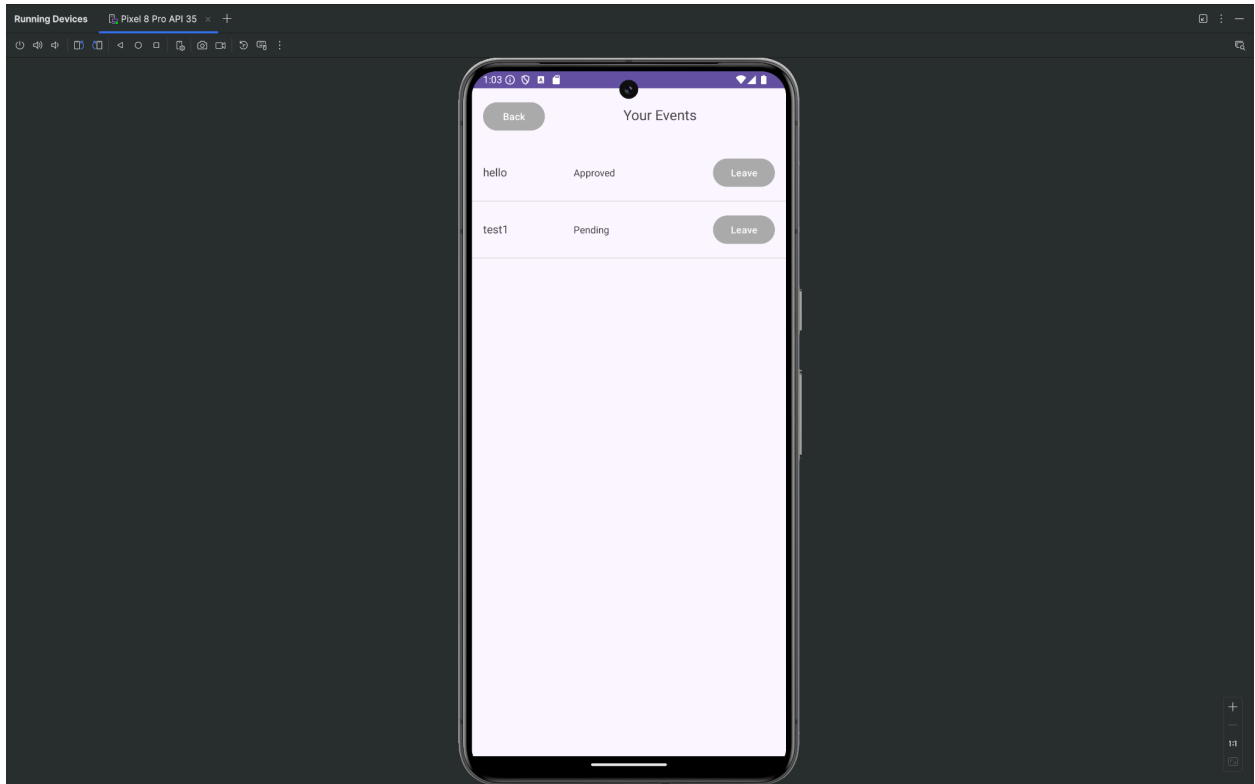 Running Devices Pixel 8 Pro API 35
1:03
Back Your Events
hello Approved Leave
test1 Pending Leave
1:1